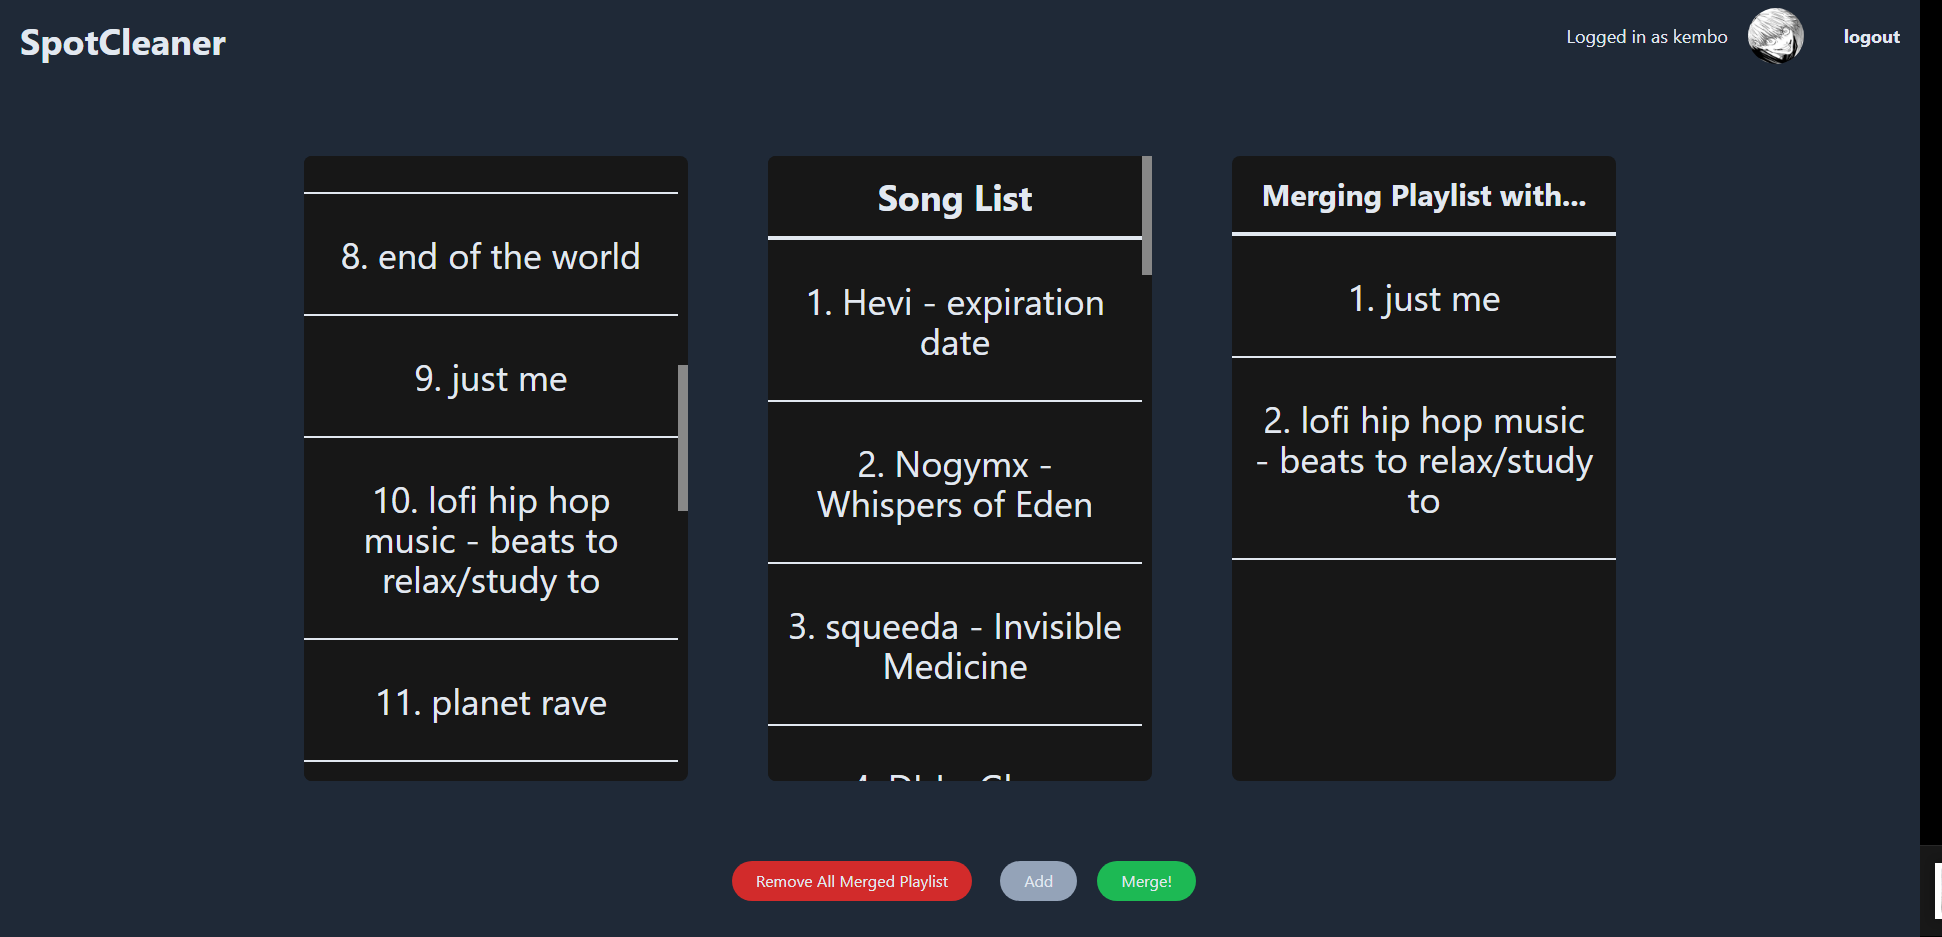 SpotCleaner
Logged in as kembo
logout
8. end of the world
9. just me
10. lofi hip hop
music - beats to
relax/study to
11. planet rave
Song List
1. Hevi - expiration
date
2. Nogymx -
Whispers of Eden
3. squeeda - Invisible
Medicine
Merging Playlist with...
1. just me
2. lofi hip hop music
- beats to relax/study
to
Remove All Merged Playlist
Add
Merge!